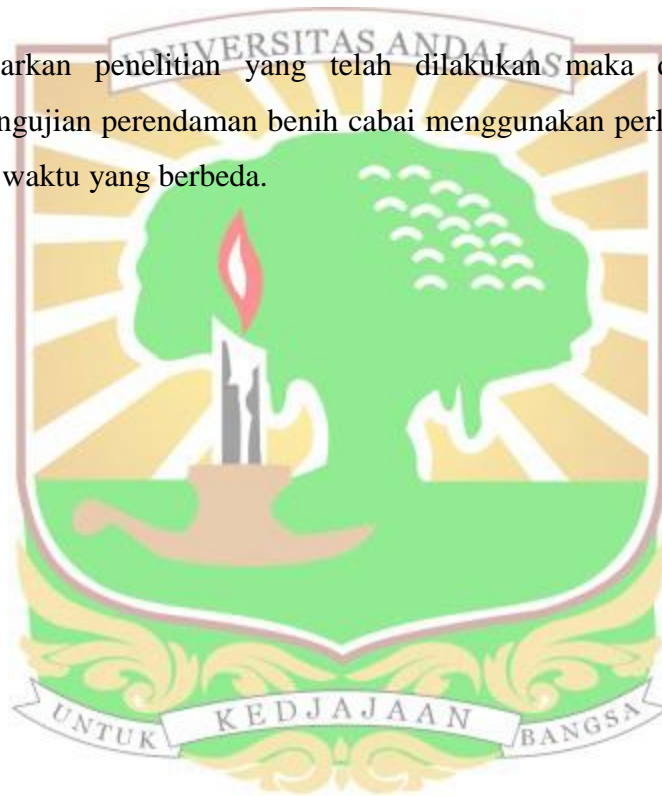 UNIVERSITAS ANDALAS
arkan penelitian yang telah dilakukan maka
ngujian perendaman benih cabai menggunakan perl
waktu yang berbeda.
UNTUK KEDJAJAAN BANGSA